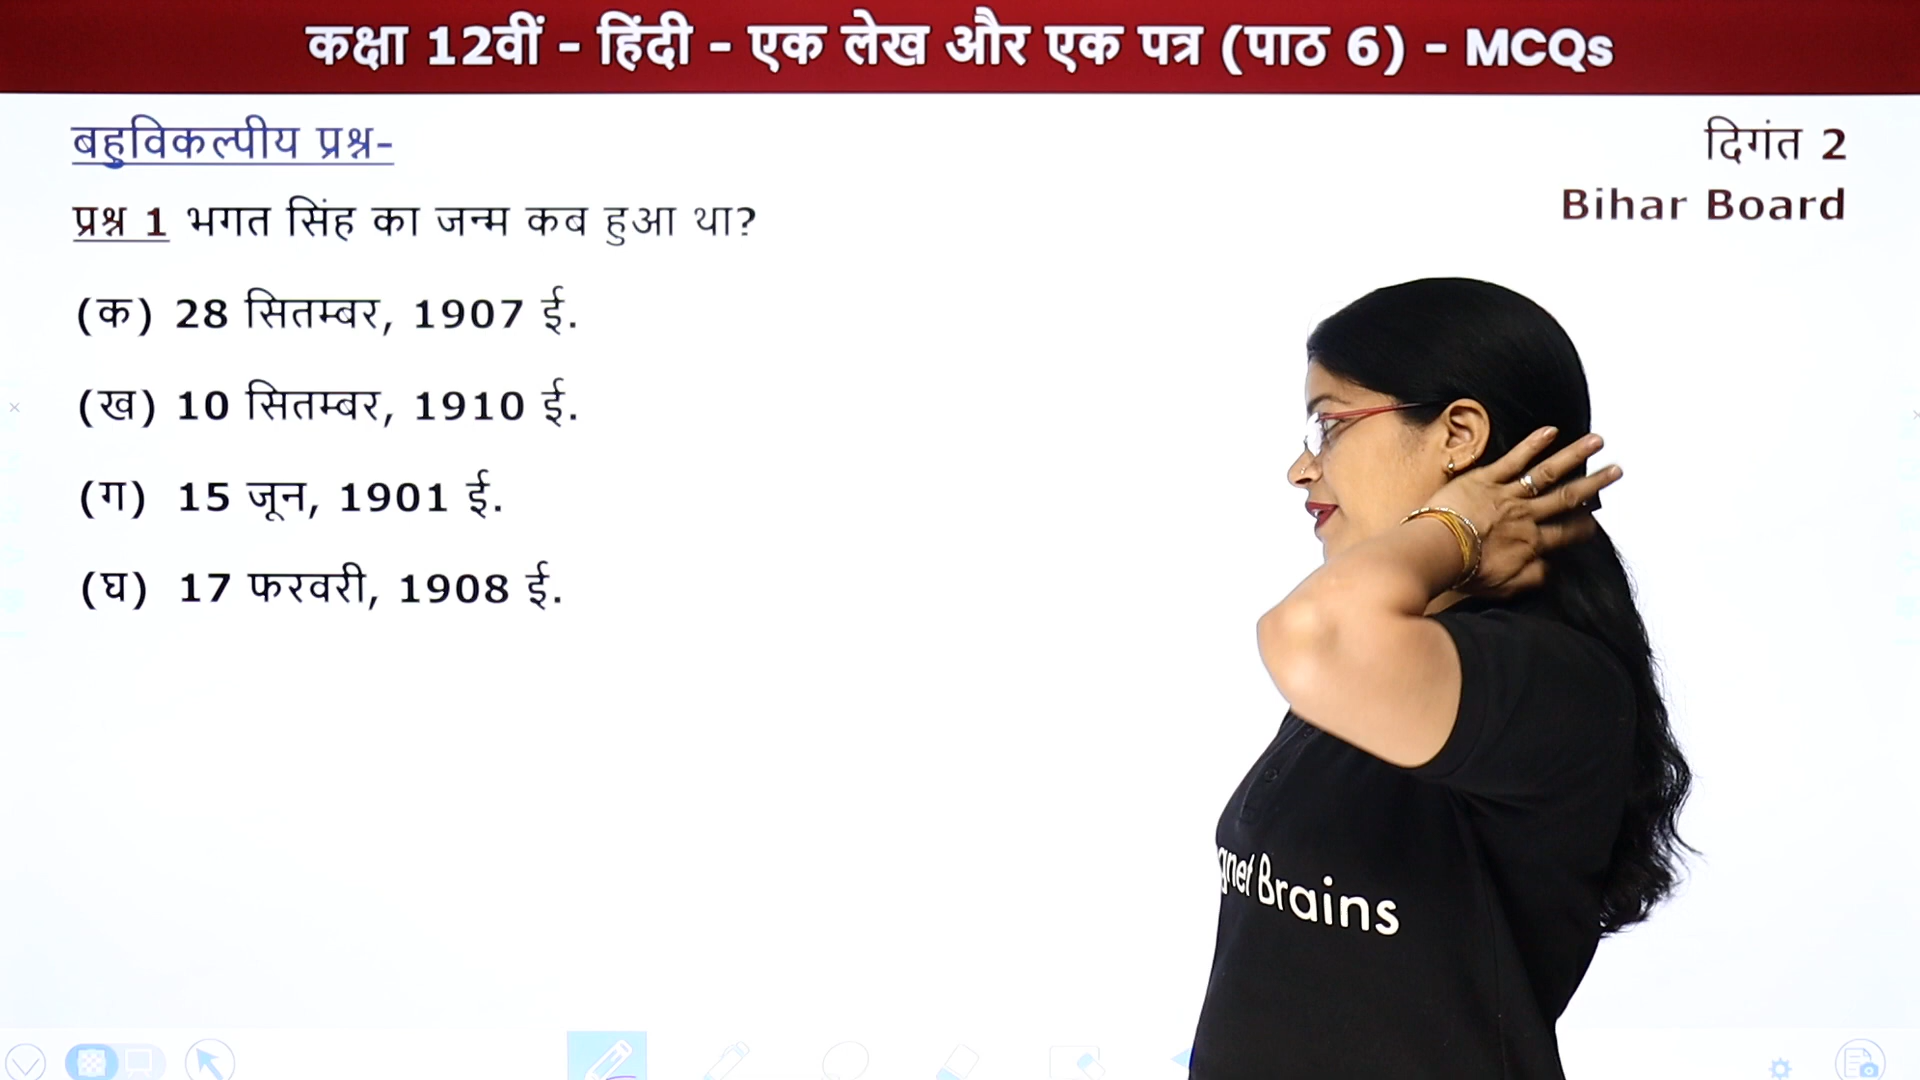 कक्षा 12वीं - हिंदी - एक लेख और एक पत्र (पाठ 6) - MCQs
बहुविकल्पीय प्रश्न-
दिगंत 2
Bihar Board
प्रश्न 1 भगत सिंह का जन्म कब हुआ था?
(क) 28 सितम्बर, 1907 ई.
(ख) 10 सितम्बर, 1910 ई.
(ग) 15 जून, 1901 ई.
(घ) 17 फरवरी, 1908 ई.
gnet Brains